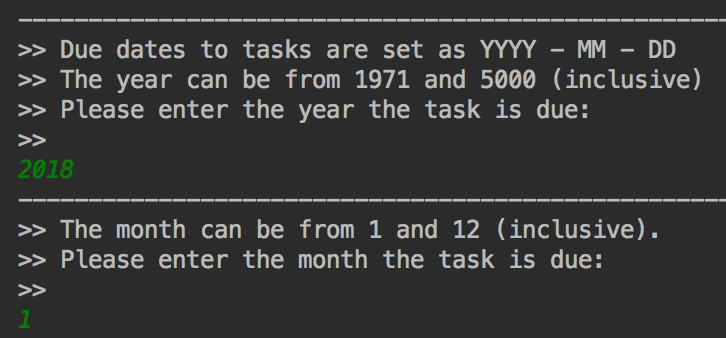 >> Due dates to tasks are set as YYYY - MM - DD
>> The year can be from 1971 and 5000 (inclusive)
>> Please enter the year the task is due:
>>
2018
>> The month can be from 1 and 12 (inclusive).
>> Please enter the month the task is due:
>>
1